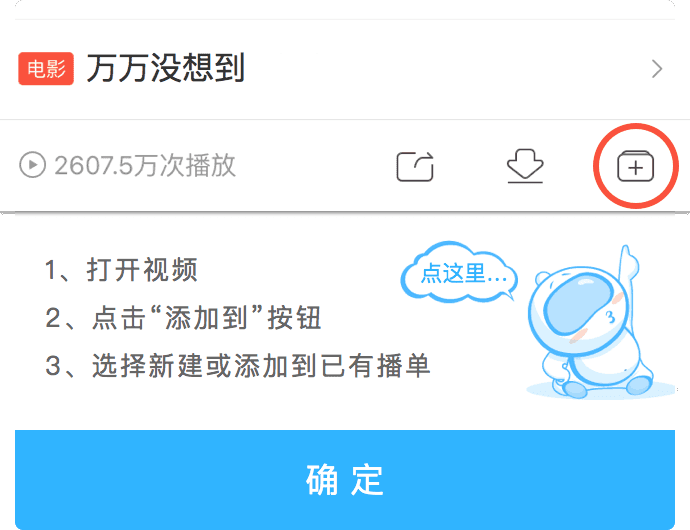 电影 万万没想到
2607.5万次播放
1、打开视频
点这里...
2、点击“添加到”按钮
3、选择新建或添加到已有播单
确定